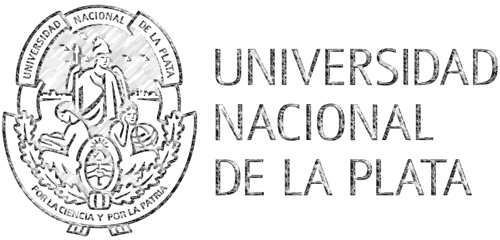 UNIVERSIDAD NACIONAL DE LA PLATA
POR LA CIENCIA Y POR LA PATRIA
UNIVERSIDAD
NACIONAL
DE LA PLATA